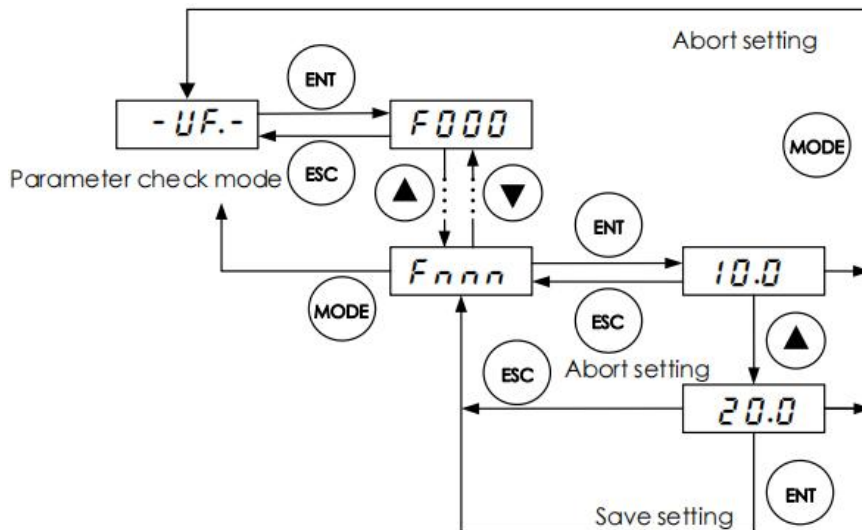 Abort setting
ENT
-UF.-
F000
MODE
Parameter check mode
ESC
▲
▼
ENT
Fnnn
10.0
MODE
ESC
▲
ESC
Abort setting
20.0
ENT
Save setting